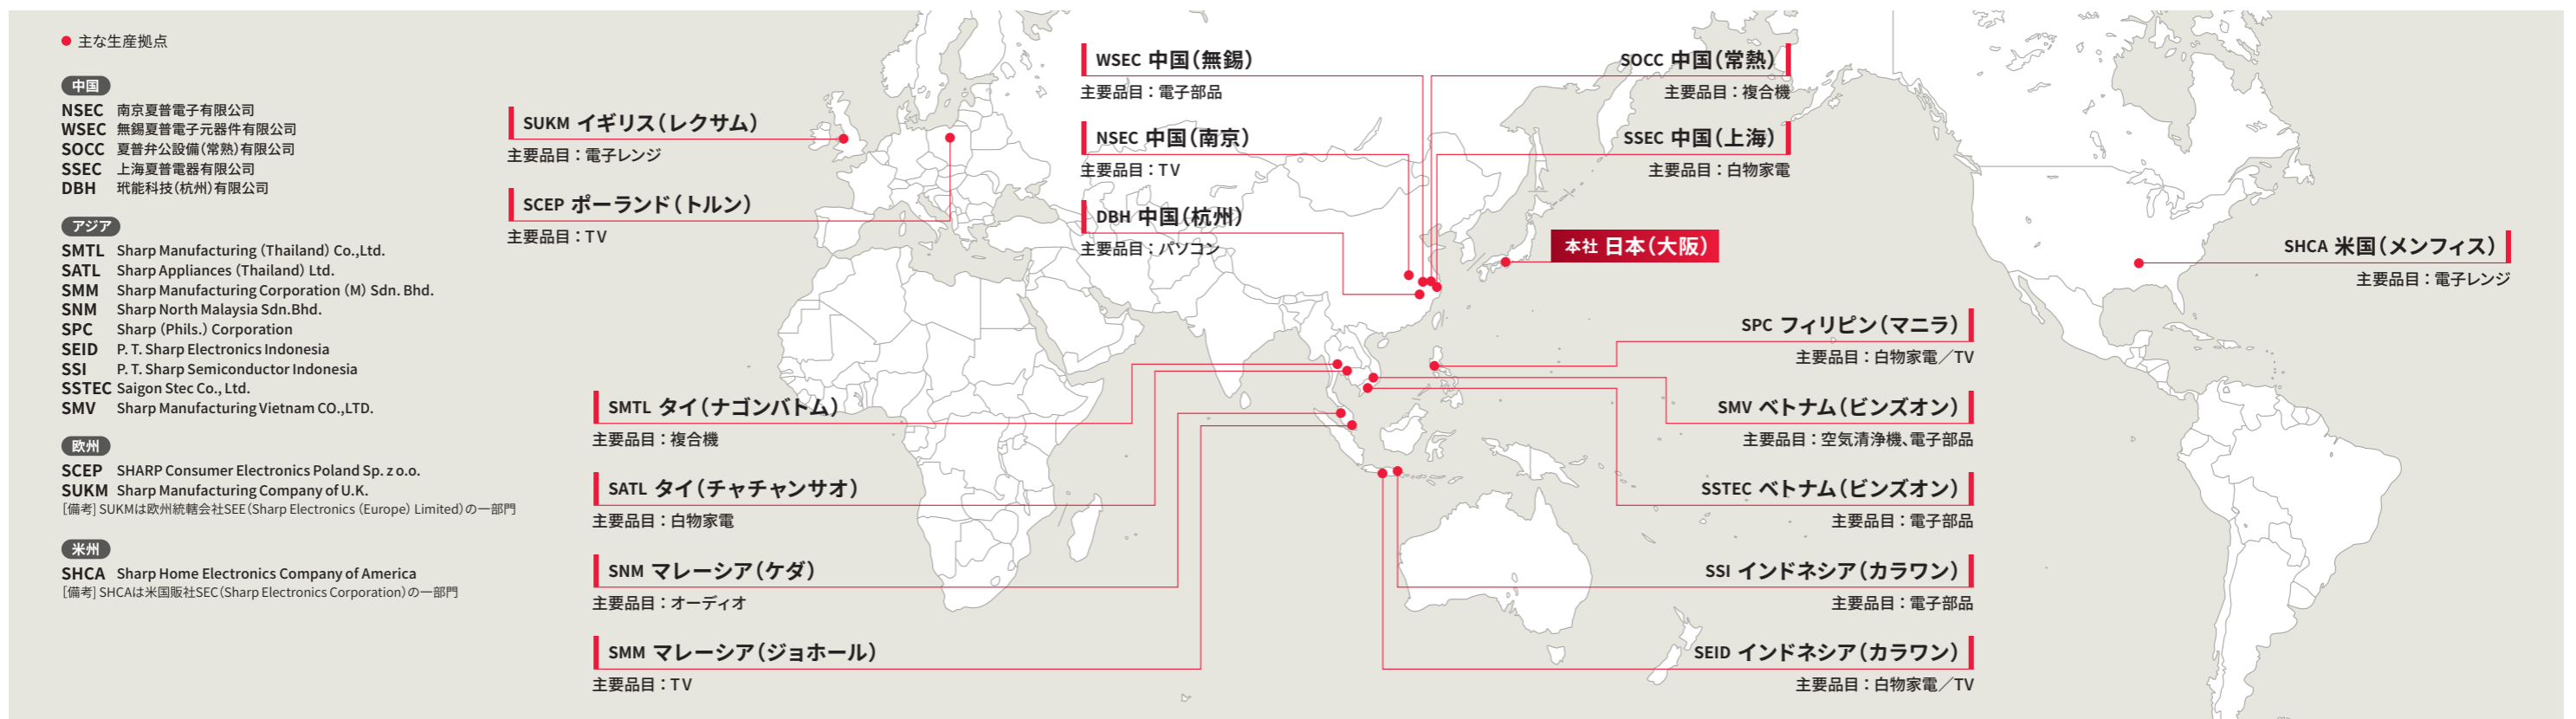 主な生産拠点
中国
NSEC 南京夏普電子有限公司
WSEC 無錫夏普電子元器件有限公司
SOCC 夏普弁公設備（常熟）有限公司
SSEC 上海夏普電器有限公司
DBH 玳能科技（杭州）有限公司
アジア
SMTL Sharp Manufacturing (Thailand) Co.,Ltd.
SATL Sharp Appliances (Thailand) Ltd.
SMM Sharp Manufacturing Corporation (M) Sdn. Bhd.
SNM Sharp North Malaysia Sdn.Bhd.
SPC Sharp (Phils.) Corporation
SEID P. T. Sharp Electronics Indonesia
SSI P. T. Sharp Semiconductor Indonesia
SSTEC Saigon Stec Co., Ltd.
SMV Sharp Manufacturing Vietnam CO.,LTD.
欧州
SCEP SHARP Consumer Electronics Poland Sp. z o.o.
SUKM Sharp Manufacturing Company of U.K.
［備考］SUKMは欧州統轄会社SEE（Sharp Electronics (Europe) Limited）の一部門
米州
SHCA Sharp Home Electronics Company of America
［備考］SHCAは米国販社SEC（Sharp Electronics Corporation）の一部門
SUKM イギリス（レクサム）
主要品目：電子レンジ
SCEP ポーランド（トルン）
主要品目：TV
WSEC 中国（無錫）
主要品目：電子部品
NSEC 中国（南京）
主要品目：TV
DBH 中国（杭州）
主要品目：パソコン
SOCC 中国（常熱）
主要品目：複合機
SSEC 中国（上海）
主要品目：白物家電
本社 日本（大阪）
SHCA 米国（メンフィス）
主要品目：電子レンジ
SMTL タイ（ナゴンバトム）
主要品目：複合機
SATL タイ（チャチャンサオ）
主要品目：白物家電
SNM マレーシア（ケダ）
主要品目：オーディオ
SMM マレーシア（ジョホール）
主要品目：TV
SPC フィリピン（マニラ）
主要品目：白物家電／TV
SMV ベトナム（ビンズオン）
主要品目：空気清浄機、電子部品
SSTEC ベトナム（ビンズオン）
主要品目：電子部品
SSI インドネシア（カラワン）
主要品目：電子部品
SEID インドネシア（カラワン）
主要品目：白物家電／TV